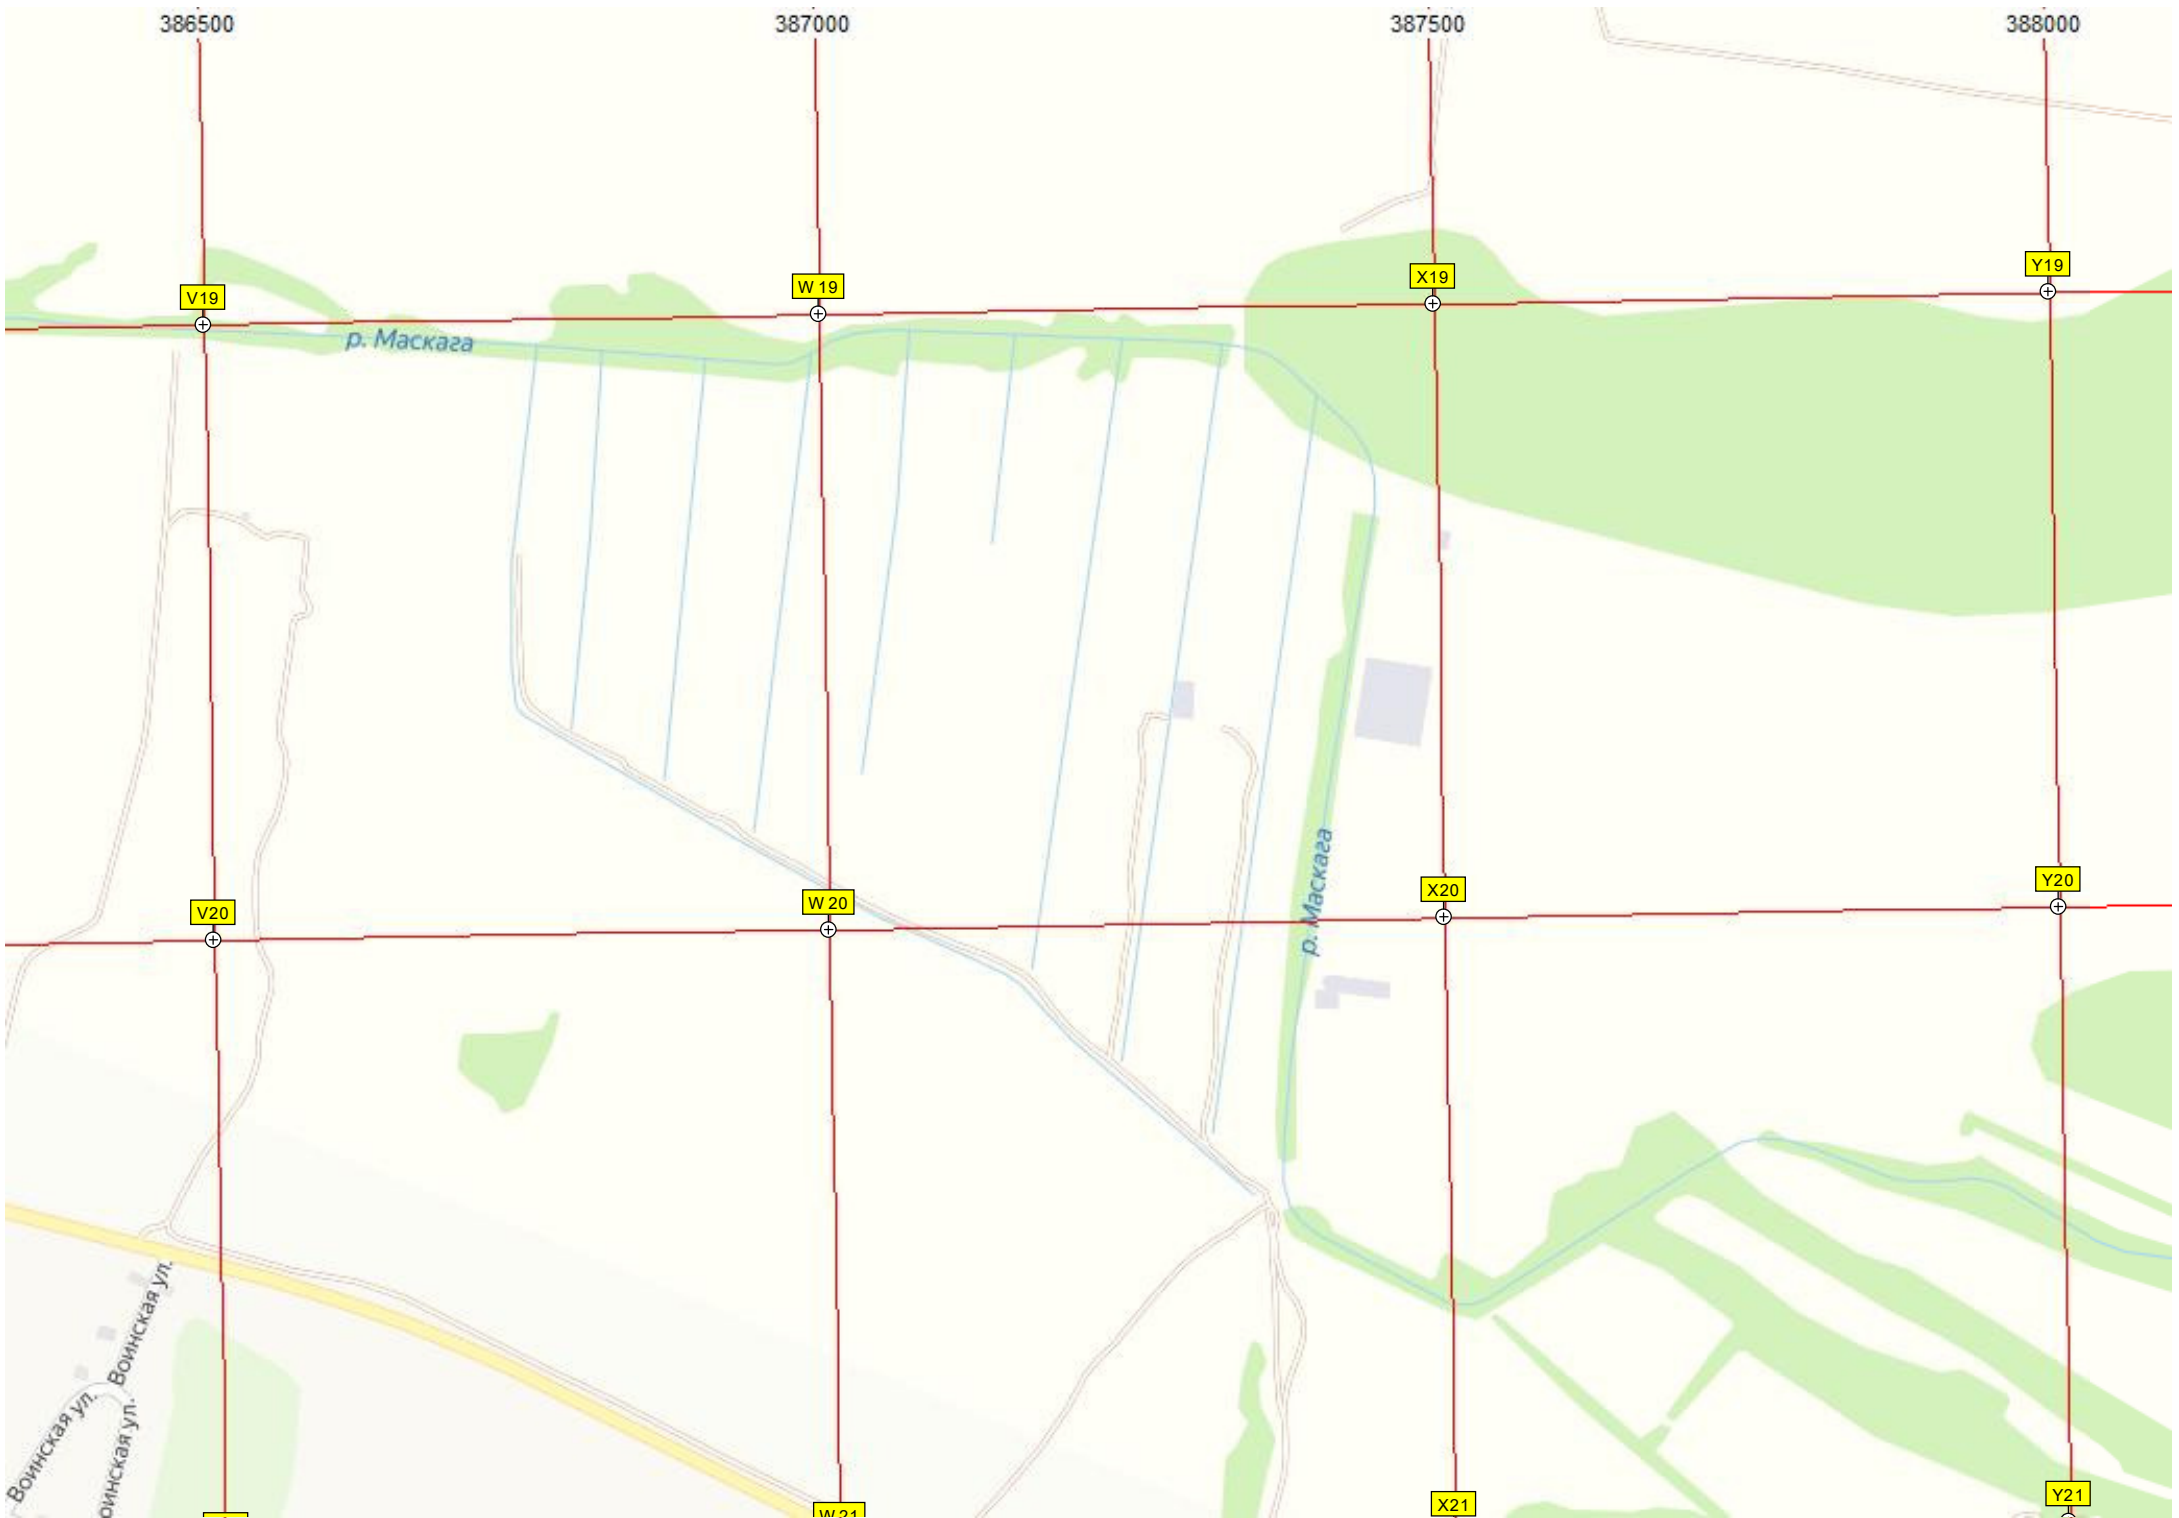 386500 387000 387500 388000
V19 W 19 X19 Y19
р. Маскага
V20 W 20 X20 Y20
р. Маскага
Воинская ул.
Воинская ул.
оинская ул.
W 21 X21 Y21